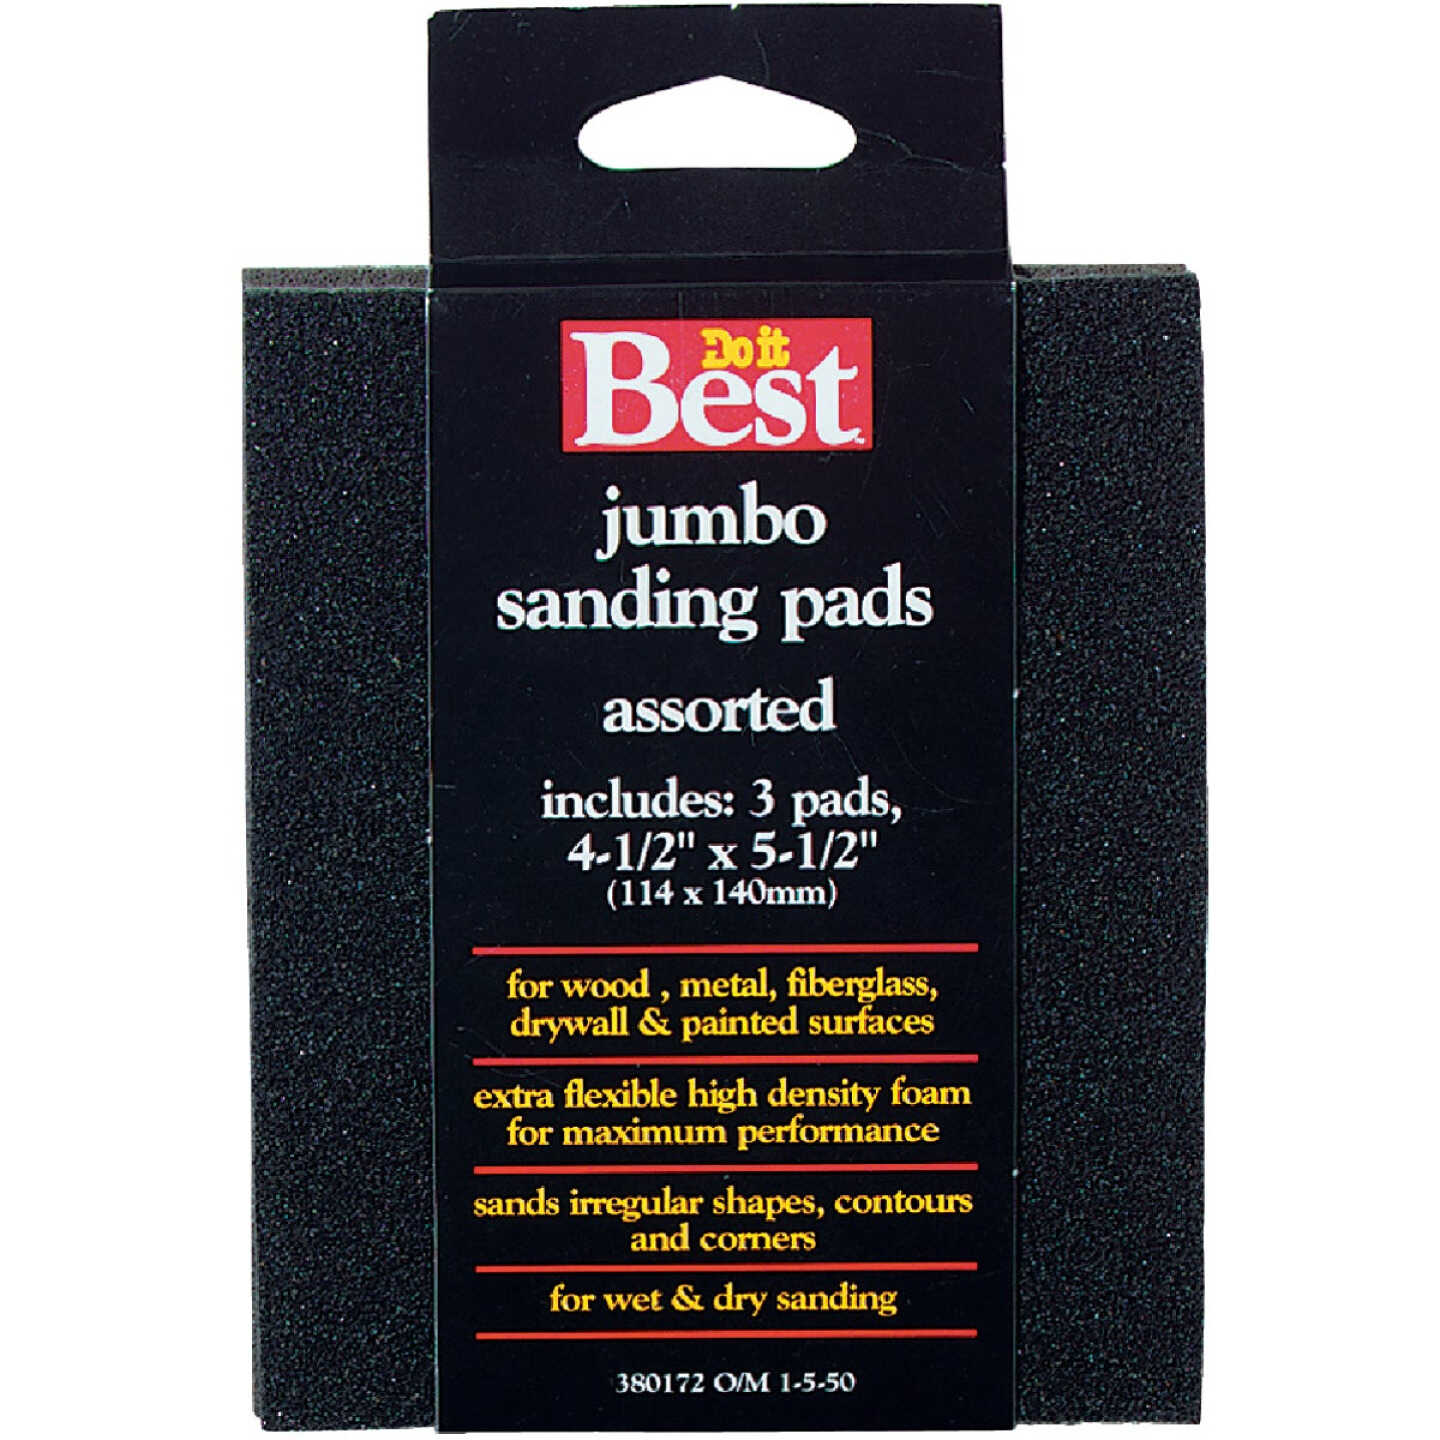 Do it
Best™
jumbo
sanding pads
assorted
includes: 3 pads,
4-1/2" x 5-1/2"
(114 x 140mm)
for wood , metal, fiberglass,
drywall & painted surfaces
extra flexible high density foam
for maximum performance
sands irregular shapes, contours
and corners
for wet & dry sanding
380172 O/M 1-5-50